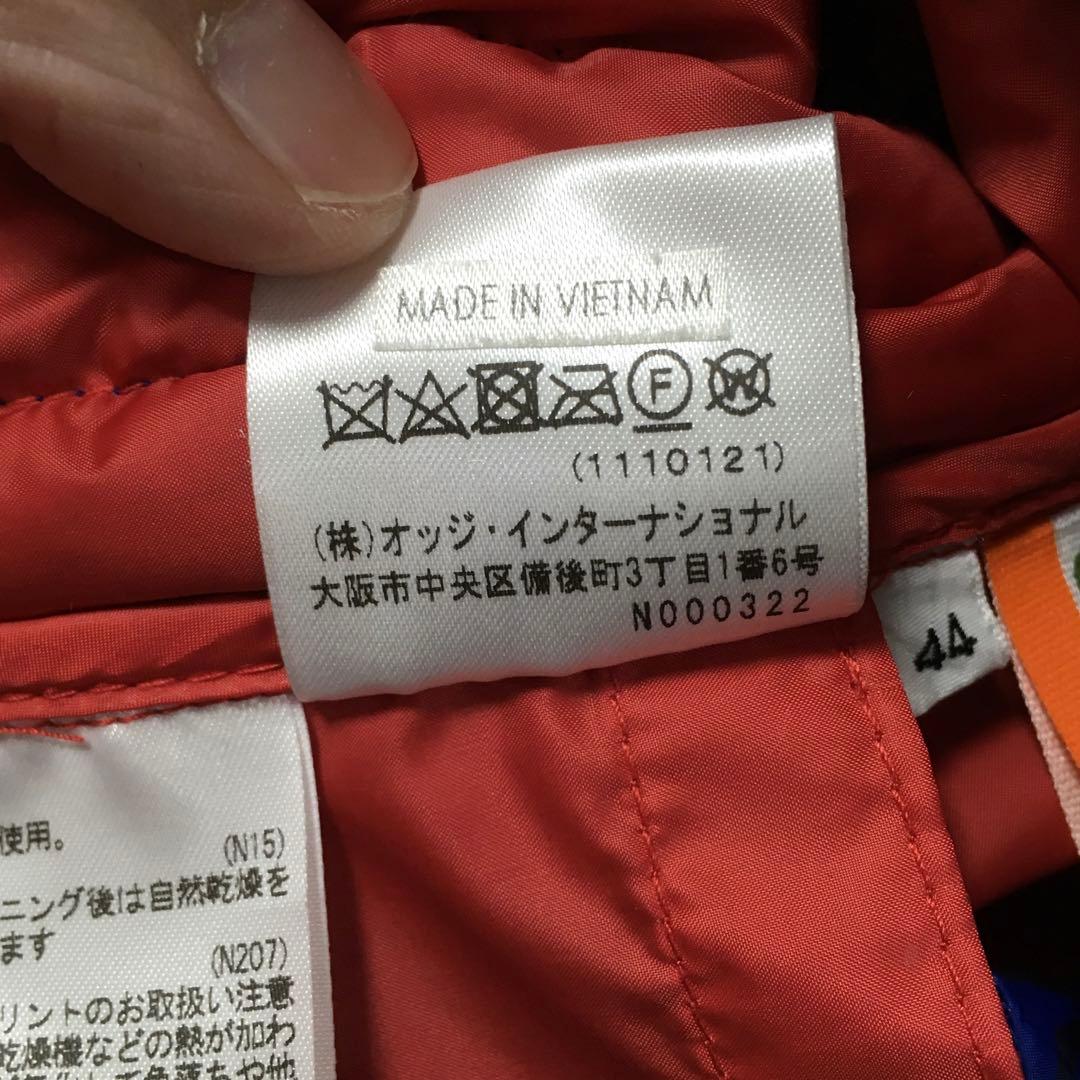 MADE IN VIETNAM
F W
(1110121)
(株)オッジ・インターナショナル
大阪市中央区備後町3丁目1番6号
N000322
44
使用。
(N15)
ニング後は自然乾燥を
ます
(N207)
リントのお取扱い注意
乾燥機などの熱が加わ